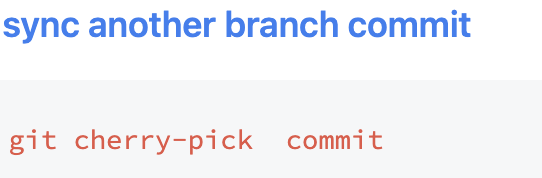 sync another branch commit
git cherry-pick  commit